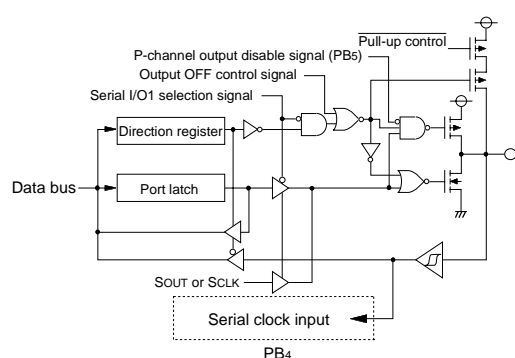 Pull-up control
P-channel output disable signal (PB5)
Output OFF control signal
Serial I/O1 selection signal
Direction register
Data bus
Port latch
SOUT or SCLK
Serial clock input
PB4